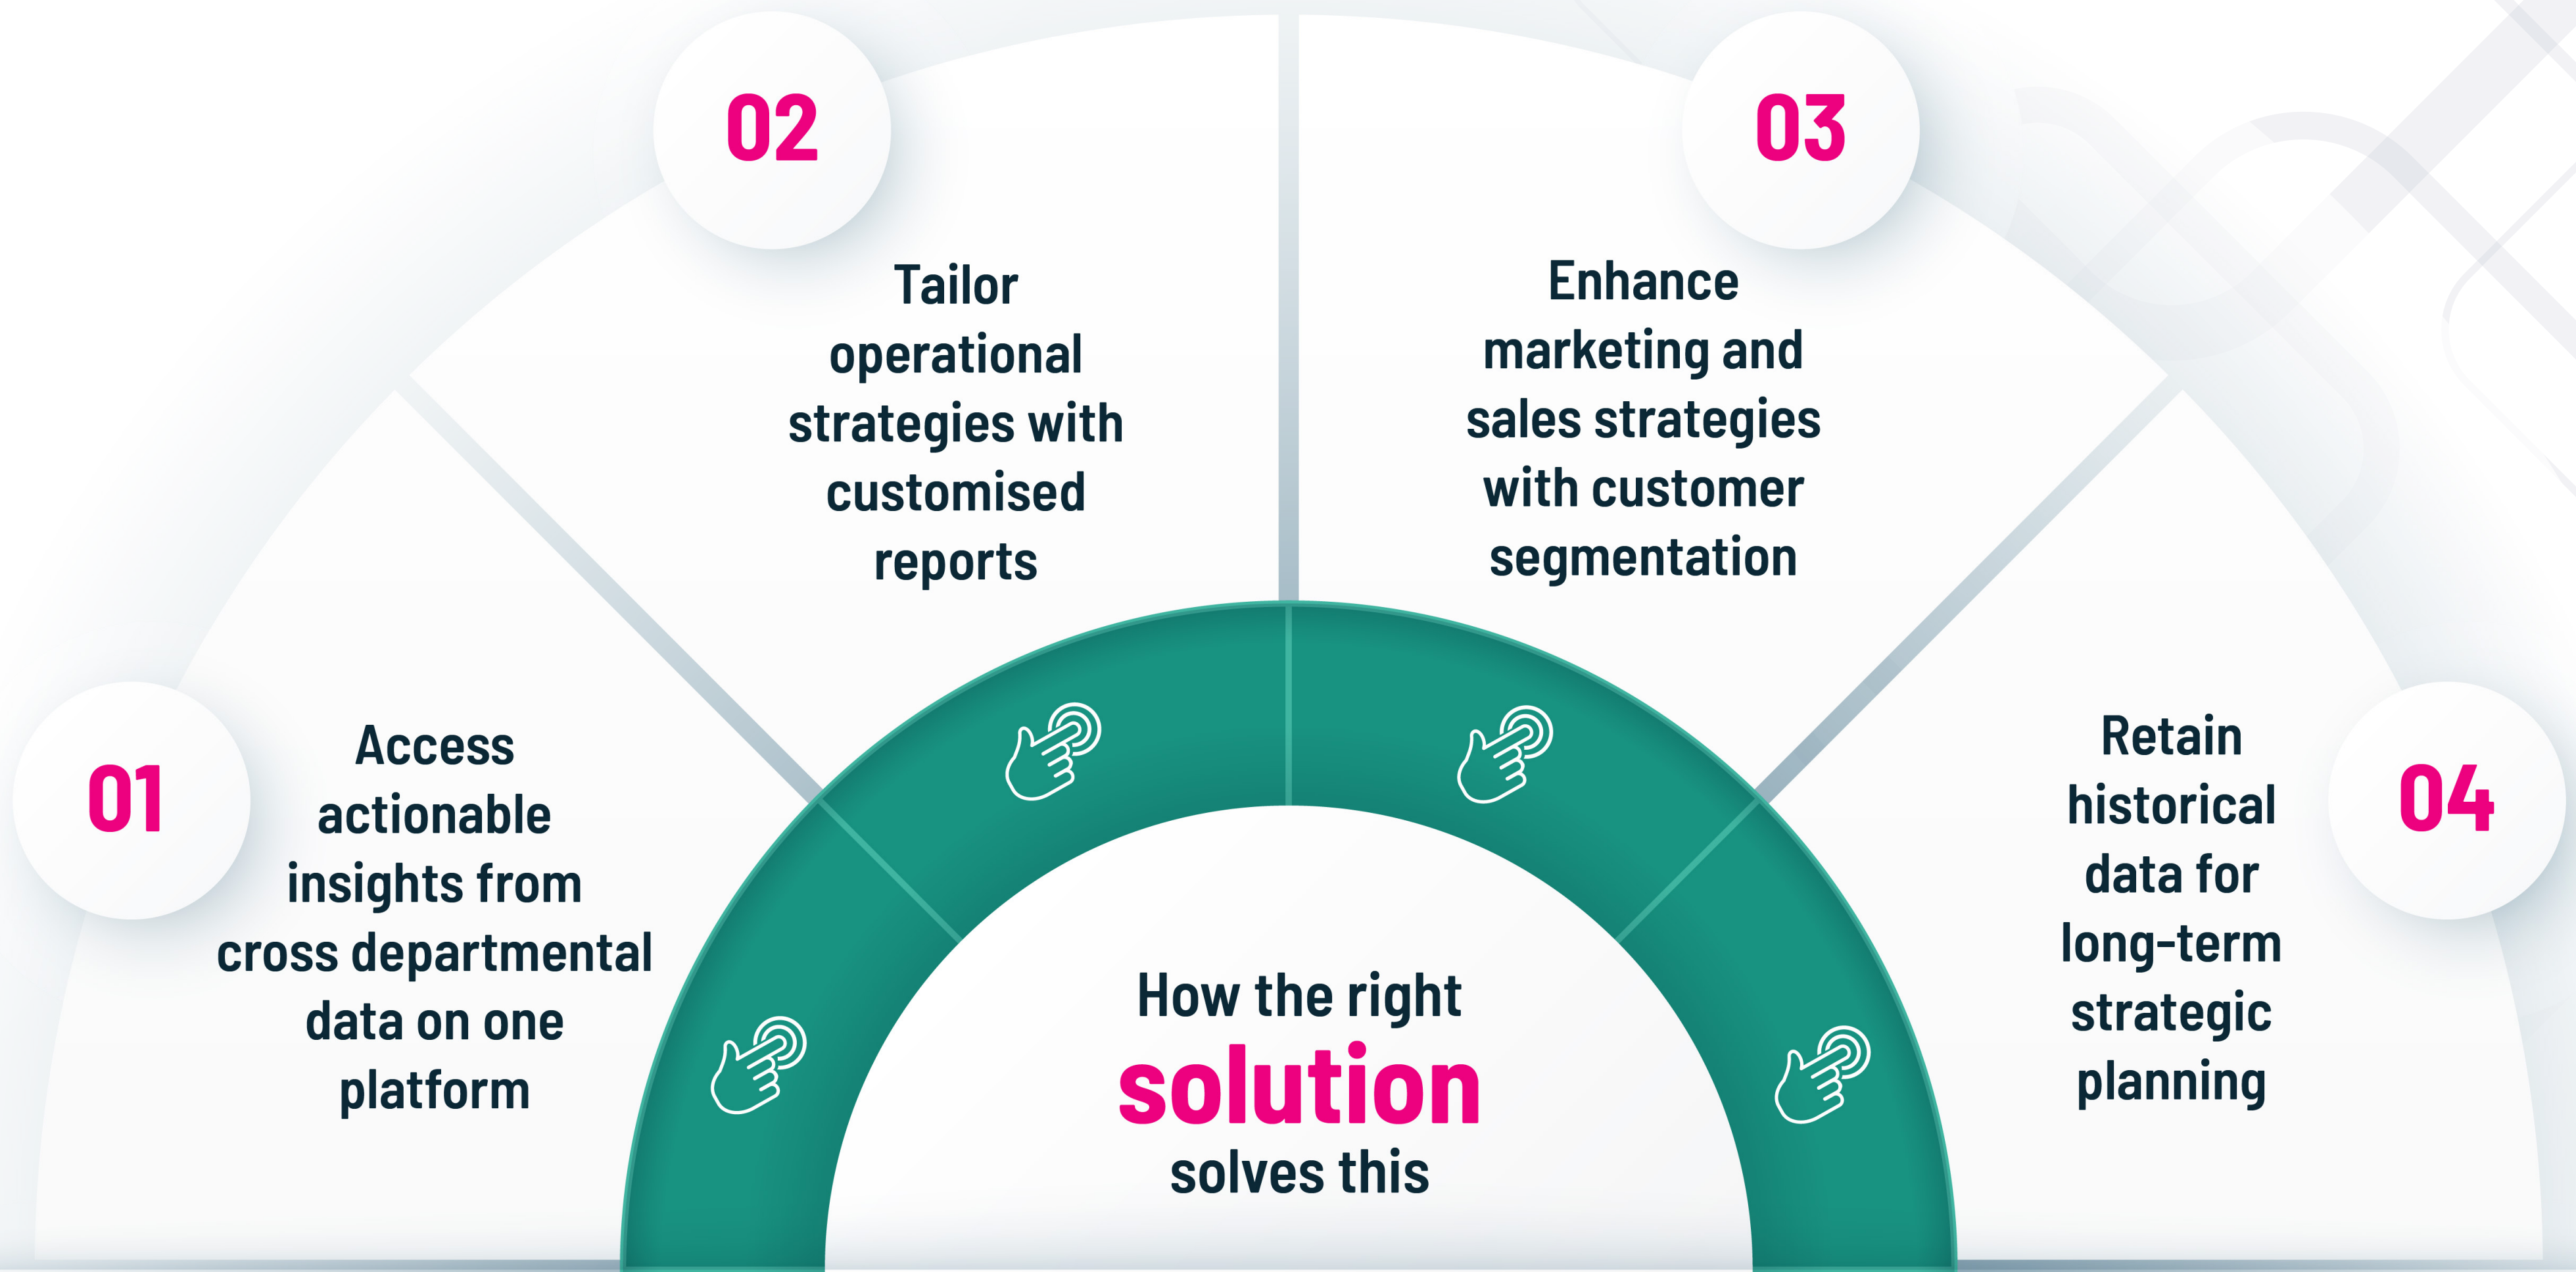 01
Access
actionable
insights from
cross departmental
data on one
platform
02
Tailor
operational
strategies with
customised
reports
03
Enhance
marketing and
sales strategies
with customer
segmentation
04
Retain
historical
data for
long-term
strategic
planning
How the right
solution
solves this